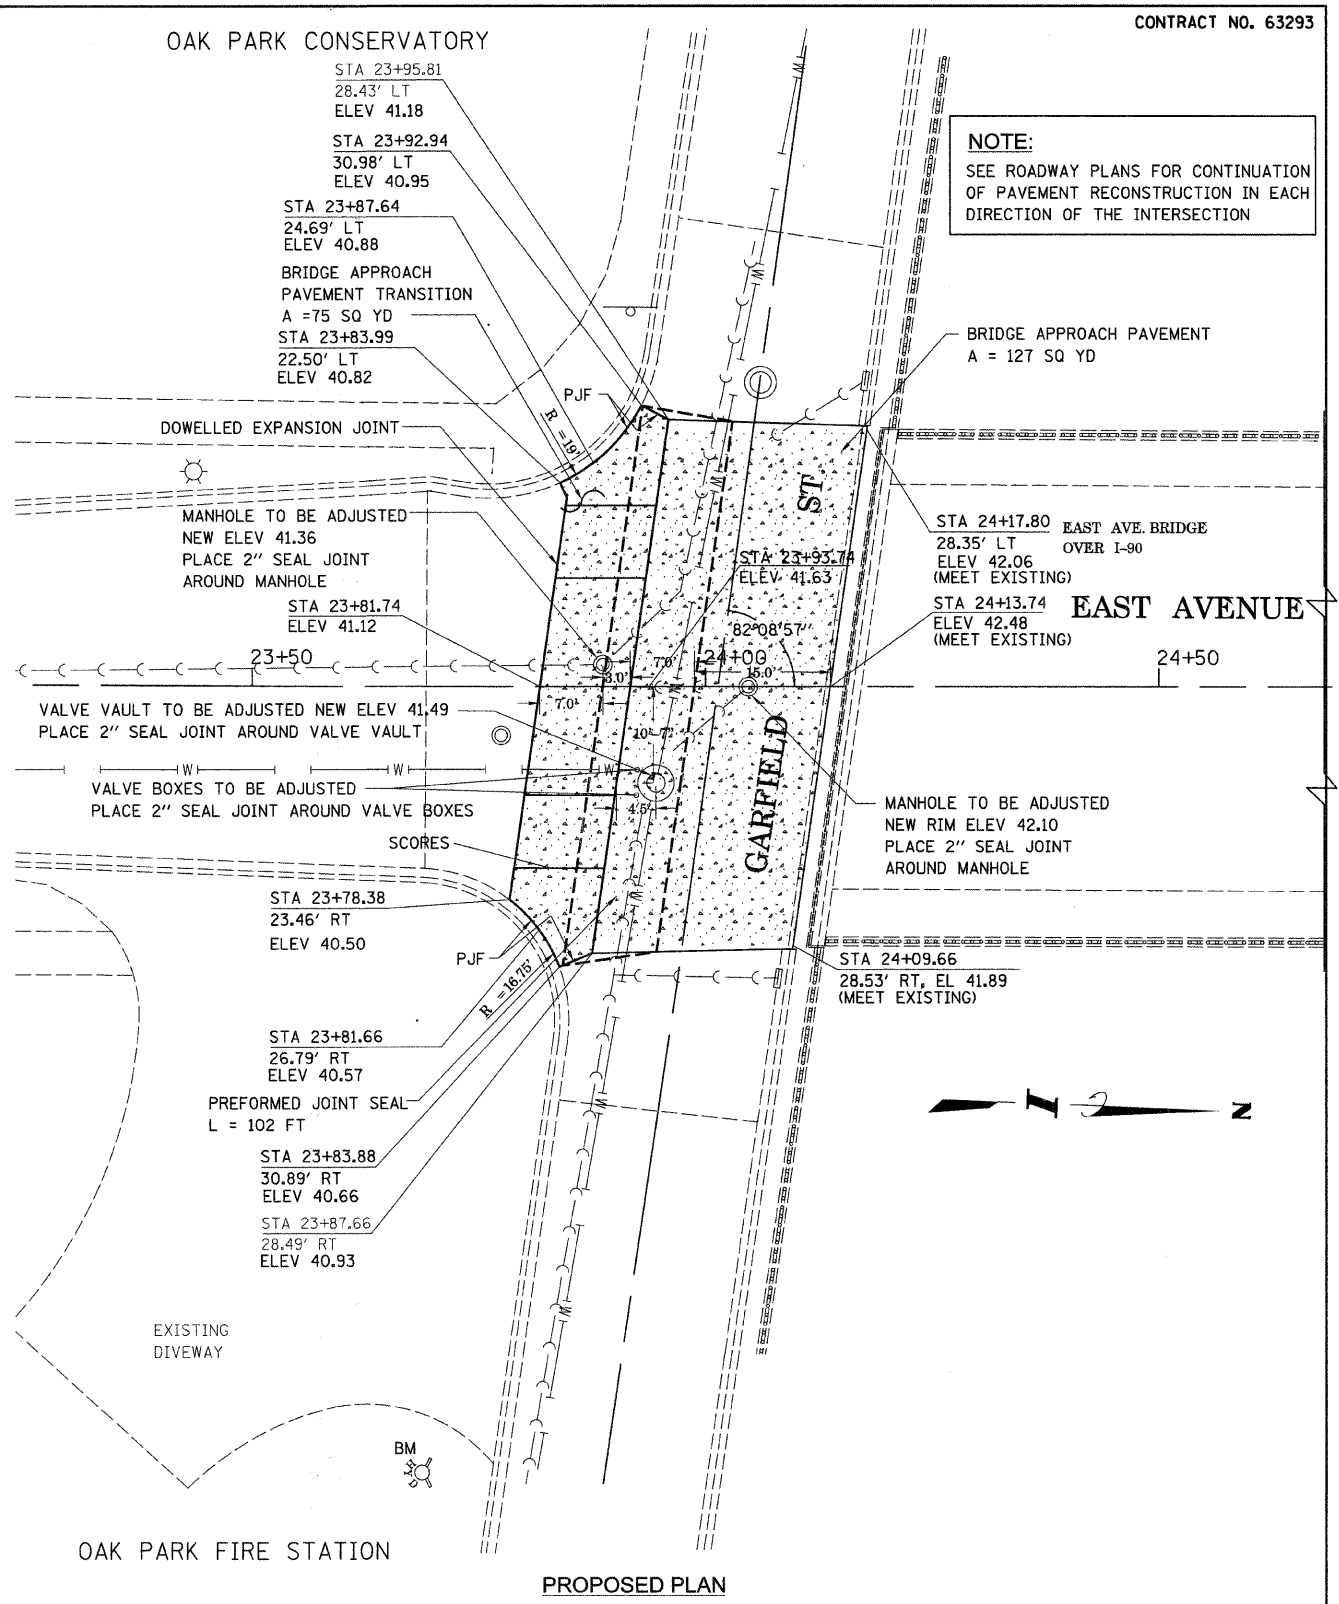 CONTRACT NO. 63293
OAK PARK CONSERVATORY
STA 23+95.81
28.43' LT
ELEV 41.18
STA 23+92.94
30.98' LT
ELEV 40.95
STA 23+87.64
24.69' LT
ELEV 40.88
BRIDGE APPROACH
PAVEMENT TRANSITION
A =75 SQ YD
STA 23+83.99
22.50' LT
ELEV 40.82
NOTE:
SEE ROADWAY PLANS FOR CONTINUATION
OF PAVEMENT RECONSTRUCTION IN EACH
DIRECTION OF THE INTERSECTION
BRIDGE APPROACH PAVEMENT
A = 127 SQ YD
PJF
R =19'
DOWELLED EXPANSION JOINT
MANHOLE TO BE ADJUSTED
NEW ELEV 41.36
PLACE 2" SEAL JOINT
AROUND MANHOLE
STA 23+81.74
ELEV 41.12
STA 23+93.74
ELEV 41.63
STA 24+17.80
28.35' LT
ELEV 42.06
(MEET EXISTING)
EAST AVE. BRIDGE
OVER I-90
STA 24+13.74
ELEV 42.48
(MEET EXISTING)
EAST AVENUE
82°08'57"
23+50
24+00
24+50
7.0'
3.0'
15.0'
7.0'
10'-7"
4.5'
GARFIELD ST.
VALVE VAULT TO BE ADJUSTED NEW ELEV 41.49
PLACE 2" SEAL JOINT AROUND VALVE VAULT
W
W
W
W
W
W
W
W
W
W
W
VALVE BOXES TO BE ADJUSTED
PLACE 2" SEAL JOINT AROUND VALVE BOXES
SCORES
MANHOLE TO BE ADJUSTED
NEW RIM ELEV 42.10
PLACE 2" SEAL JOINT
AROUND MANHOLE
STA 23+78.38
23.46' RT
ELEV 40.50
PJF
R =16.75'
STA 24+09.66
28.53' RT, EL 41.89
(MEET EXISTING)
STA 23+81.66
26.79' RT
ELEV 40.57
PREFORMED JOINT SEAL
L = 102 FT
STA 23+83.88
30.89' RT
ELEV 40.66
STA 23+87.66
28.49' RT
ELEV 40.93
N
EXISTING
DIVEWAY
BM
HYG
OAK PARK FIRE STATION
PROPOSED PLAN